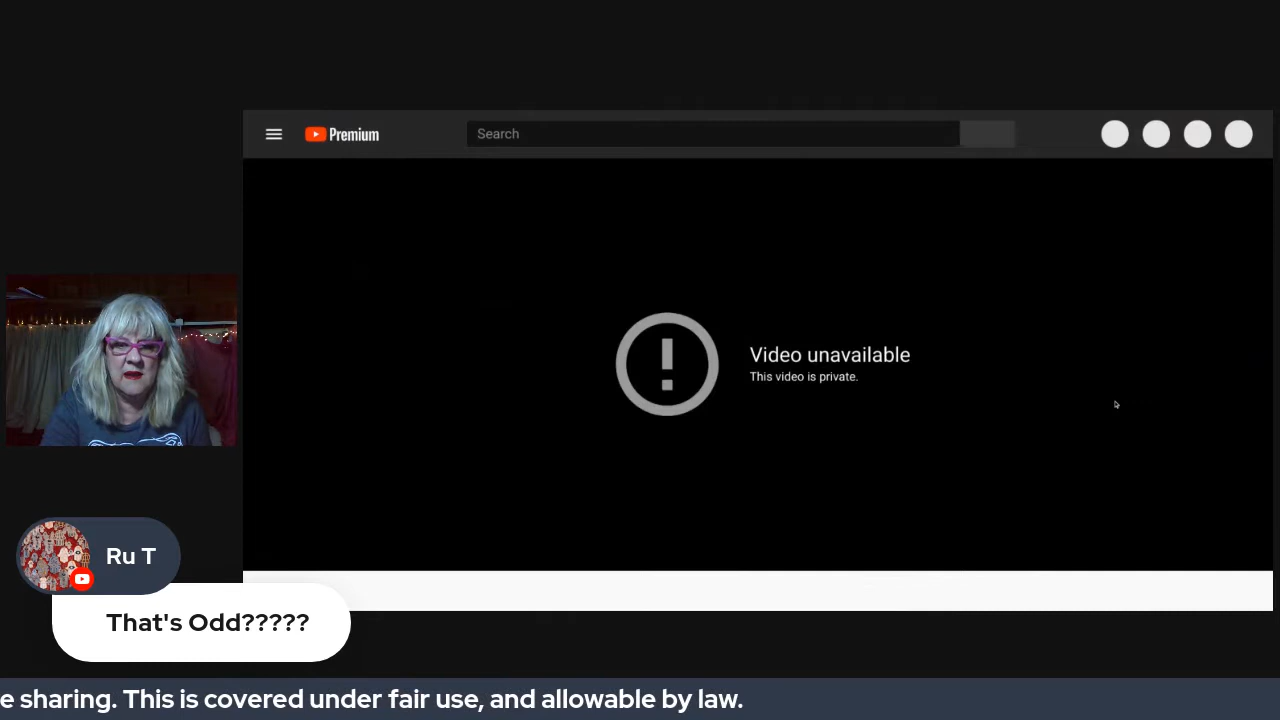 Premium
Search
Video unavailable
This video is private.
Ru T
That's Odd?????
e sharing. This is covered under fair use, and allowable by law.